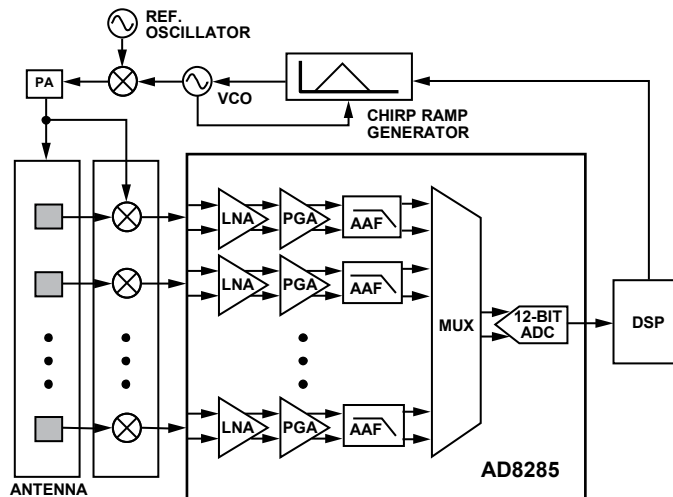 REF.
OSCILLATOR
PA
VCO
CHIRP RAMP
GENERATOR
LNA
PGA
AAF
LNA
PGA
AAF
MUX
12-BIT
ADC
DSP
LNA
PGA
AAF
ANTENNA
AD8285